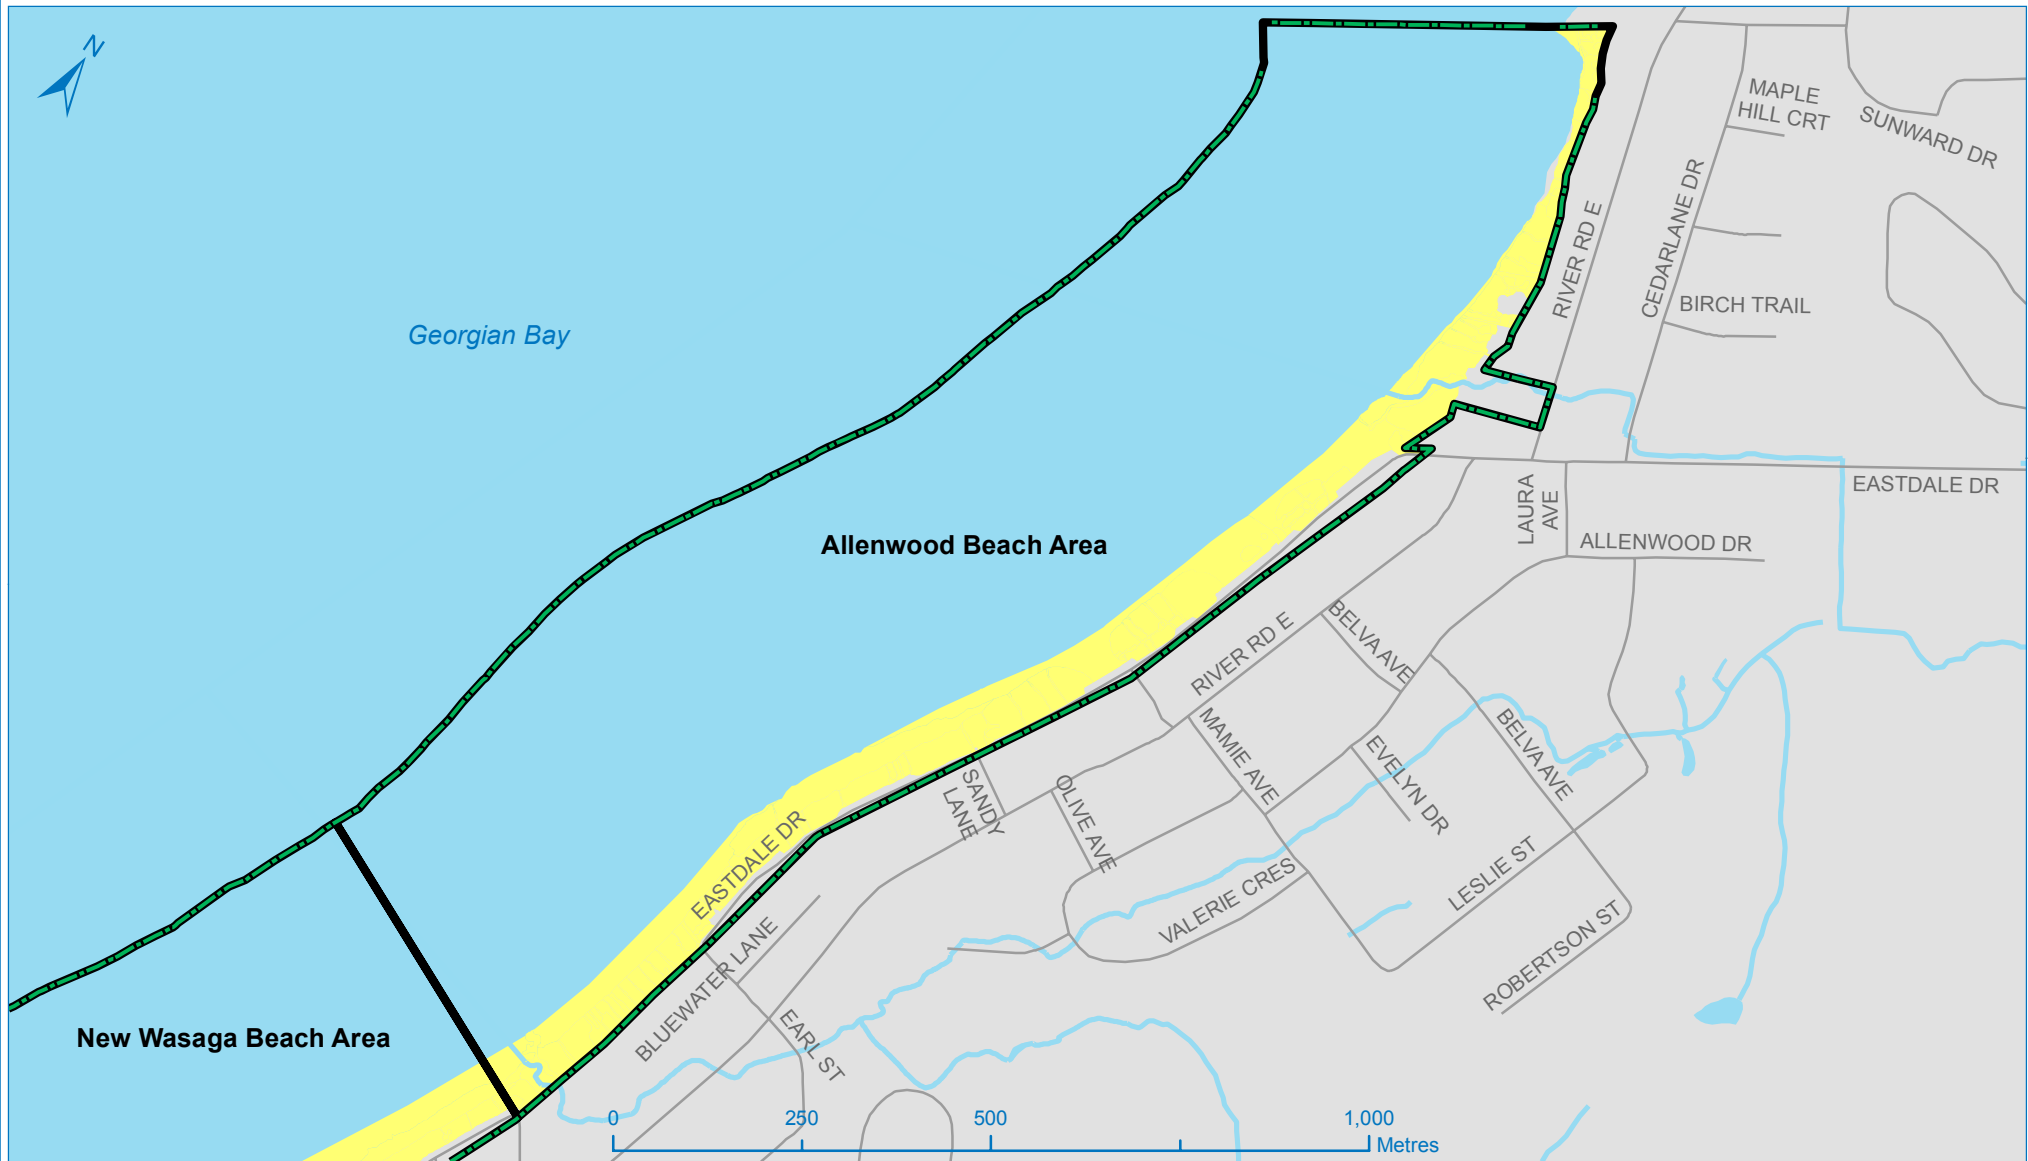 N
MAPLE
HILL CRT
SUNWARD DR
CEDARLANE DR
RIVER RD E
BIRCH TRAIL
Georgian Bay
EASTDALE DR
LAURA
AVE
ALLENWOOD DR
Allenwood Beach Area
BELVA AVE
RIVER RD E
MAMIE AVE
BELVA AVE
EVELYN DR
SANDY
LANE
OLIVE AVE
EASTDALE DR
LESLIE ST
VALERIE CRES
ROBERTSON ST
BLUEWATER LANE
EARL ST
New Wasaga Beach Area
0 250 500 1,000
Metres